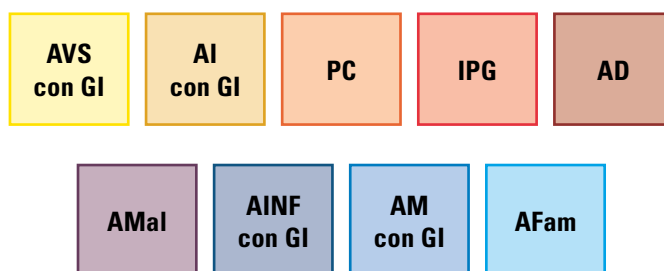 AVS
con GI
AI
con GI
PC
IPG
AD
AMal
AINF
con GI
AM
con GI
AFam